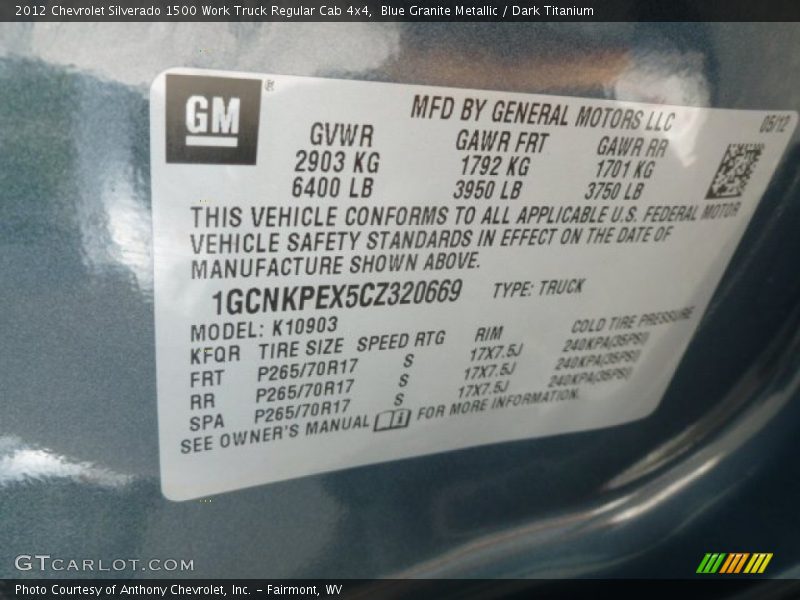 2012 Chevrolet Silverado 1500 Work Truck Regular Cab 4x4, Blue Granite Metallic / Dark Titanium
GM ®
MFD BY GENERAL MOTORS LLC 05/12
GVWR GAWR FRT GAWR RR
2903 KG 1792 KG 1701 KG
6400 LB 3950 LB 3750 LB
THIS VEHICLE CONFORMS TO ALL APPLICABLE U.S. FEDERAL MOTOR
VEHICLE SAFETY STANDARDS IN EFFECT ON THE DATE OF
MANUFACTURE SHOWN ABOVE.
1GCNKPEX5CZ320669 TYPE: TRUCK
MODEL: K10903
KFQR TIRE SIZE SPEED RTG RIM COLD TIRE PRESSURE
FRT P265/70R17 S 17X7.5J 240KPA(35PSI)
RR P265/70R17 S 17X7.5J 240KPA(35PSI)
SPA P265/70R17 S 17X7.5J 240KPA(35PSI)
SEE OWNER'S MANUAL FOR MORE INFORMATION.
GTCARLOT.COM
Photo Courtesy of Anthony Chevrolet, Inc. – Fairmont, WV